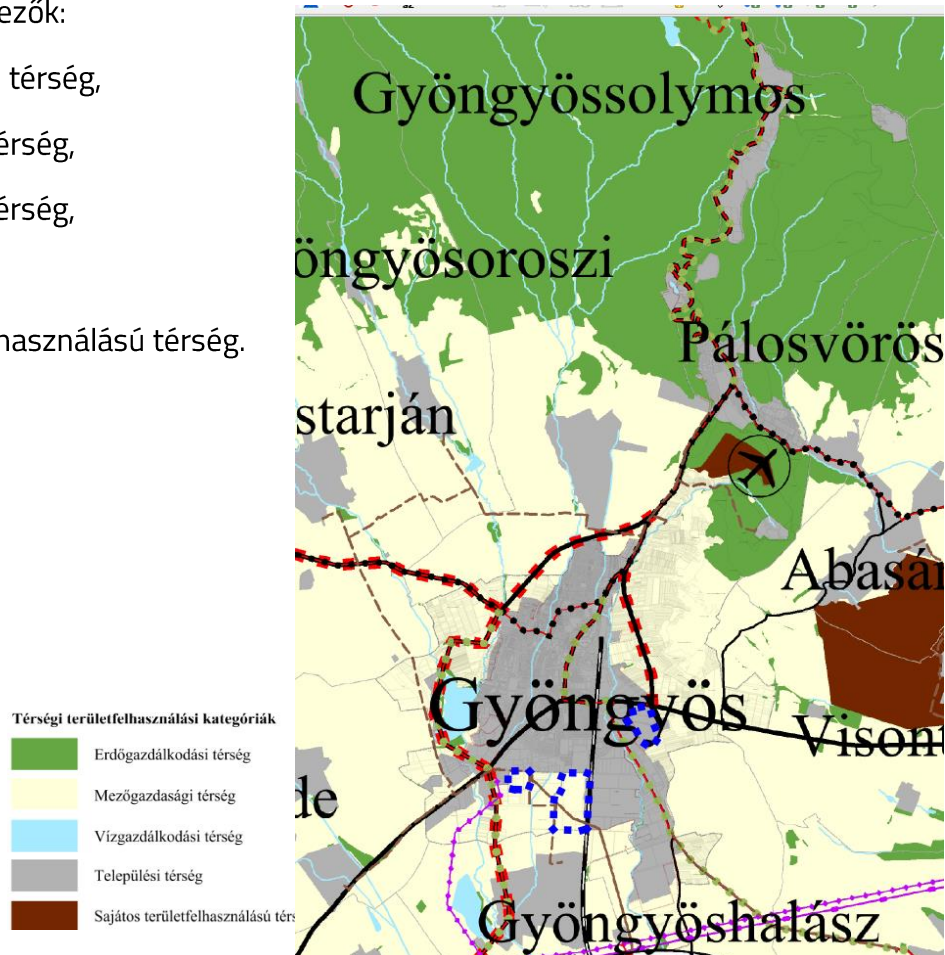 ezők:
térség,
érség,
érség,
használású térség.
Térségi területfelhasználási kategóriák
Erdőgazdálkodási térség
Mezőgazdasági térség
Vízgazdálkodási térség
Települési térség
Sajátos területfelhasználású térs
Gyöngyössolymos
öngyösoroszi
Pálosvörös
starján
Abasár
Gyöngyös
Visont
de
Gyöngyöshalász